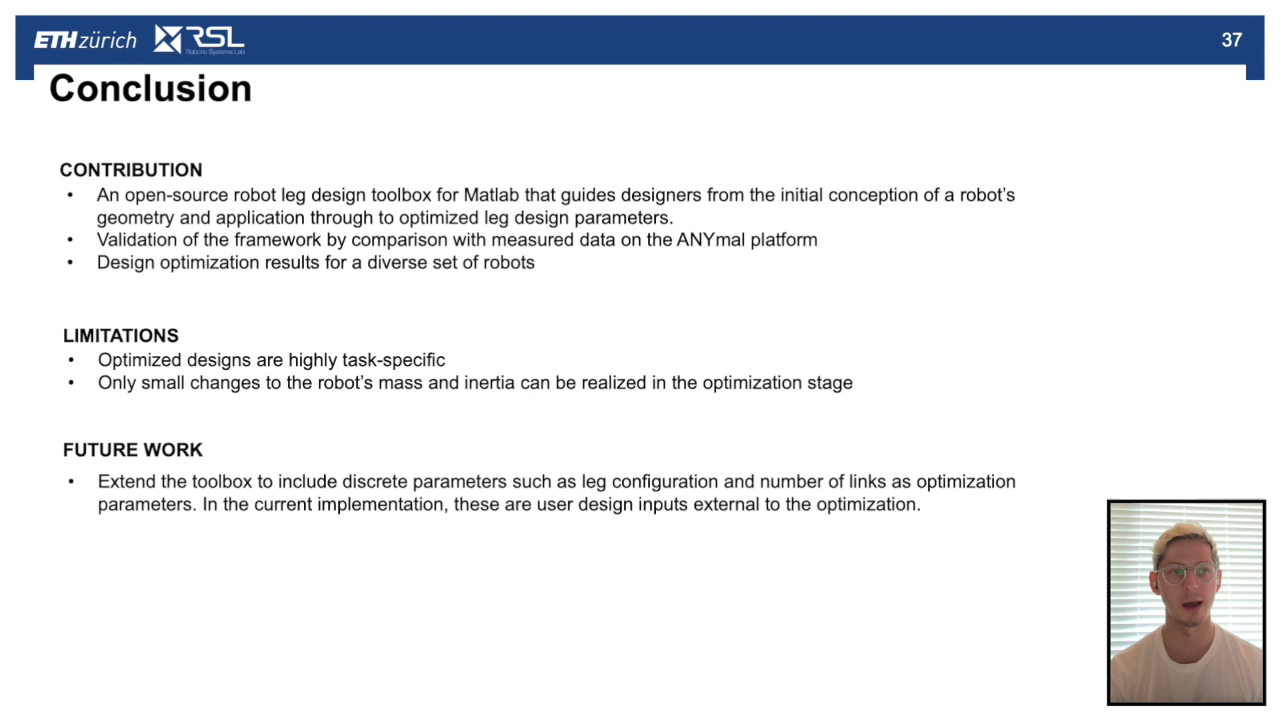 ETH zürich RSL Robotic Systems Lab 37
Conclusion
CONTRIBUTION
• An open-source robot leg design toolbox for Matlab that guides designers from the initial conception of a robot's
geometry and application through to optimized leg design parameters.
• Validation of the framework by comparison with measured data on the ANYmal platform
• Design optimization results for a diverse set of robots
LIMITATIONS
• Optimized designs are highly task-specific
• Only small changes to the robot's mass and inertia can be realized in the optimization stage
FUTURE WORK
• Extend the toolbox to include discrete parameters such as leg configuration and number of links as optimization
parameters. In the current implementation, these are user design inputs external to the optimization.